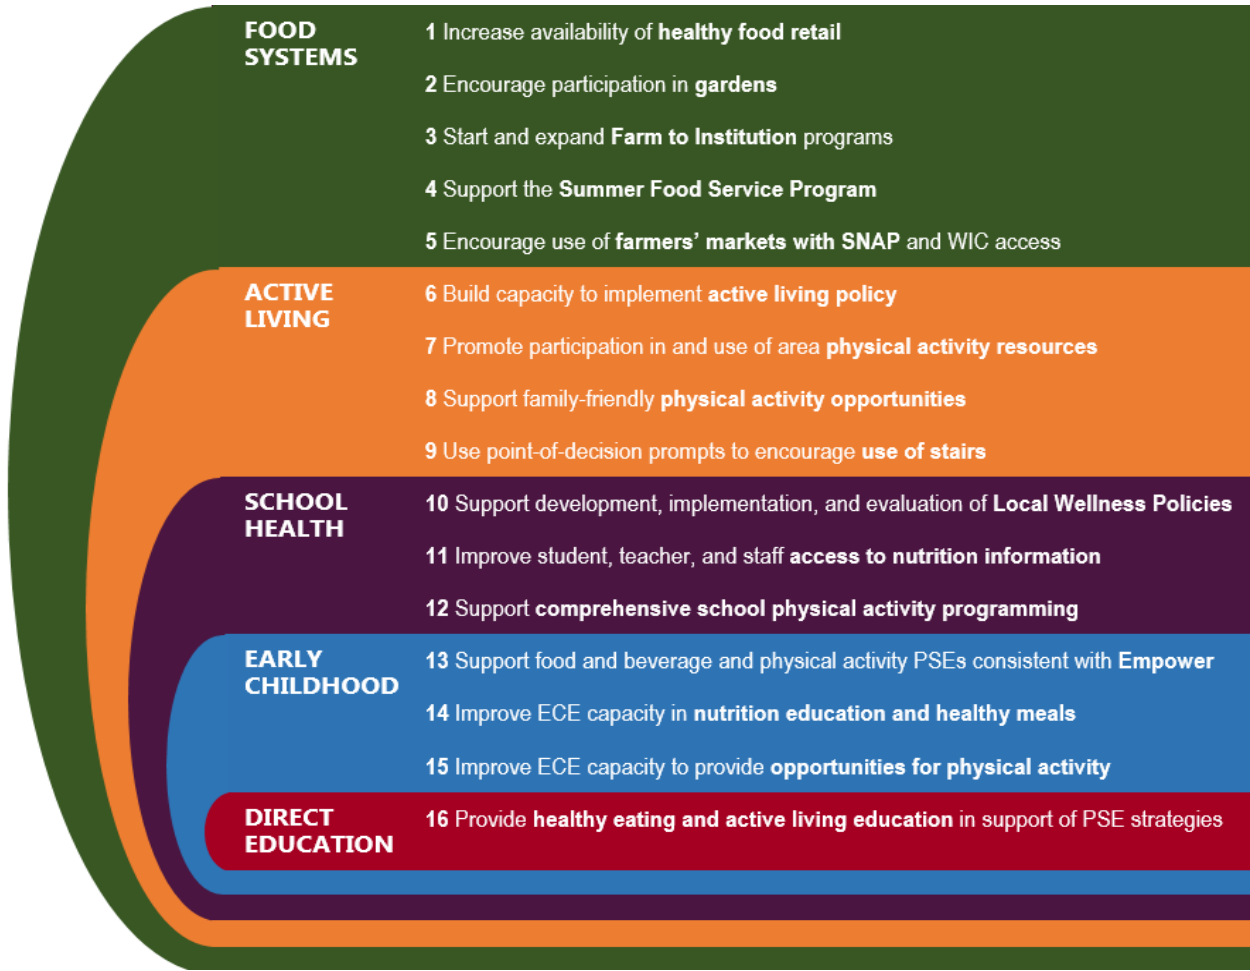 FOOD
SYSTEMS
1 Increase availability of healthy food retail
2 Encourage participation in gardens
3 Start and expand Farm to Institution programs
4 Support the Summer Food Service Program
5 Encourage use of farmers’ markets with SNAP and WIC access
ACTIVE
LIVING
6 Build capacity to implement active living policy
7 Promote participation in and use of area physical activity resources
8 Support family-friendly physical activity opportunities
9 Use point-of-decision prompts to encourage use of stairs
SCHOOL
HEALTH
10 Support development, implementation, and evaluation of Local Wellness Policies
11 Improve student, teacher, and staff access to nutrition information
12 Support comprehensive school physical activity programming
EARLY
CHILDHOOD
13 Support food and beverage and physical activity PSEs consistent with Empower
14 Improve ECE capacity in nutrition education and healthy meals
15 Improve ECE capacity to provide opportunities for physical activity
DIRECT
EDUCATION
16 Provide healthy eating and active living education in support of PSE strategies